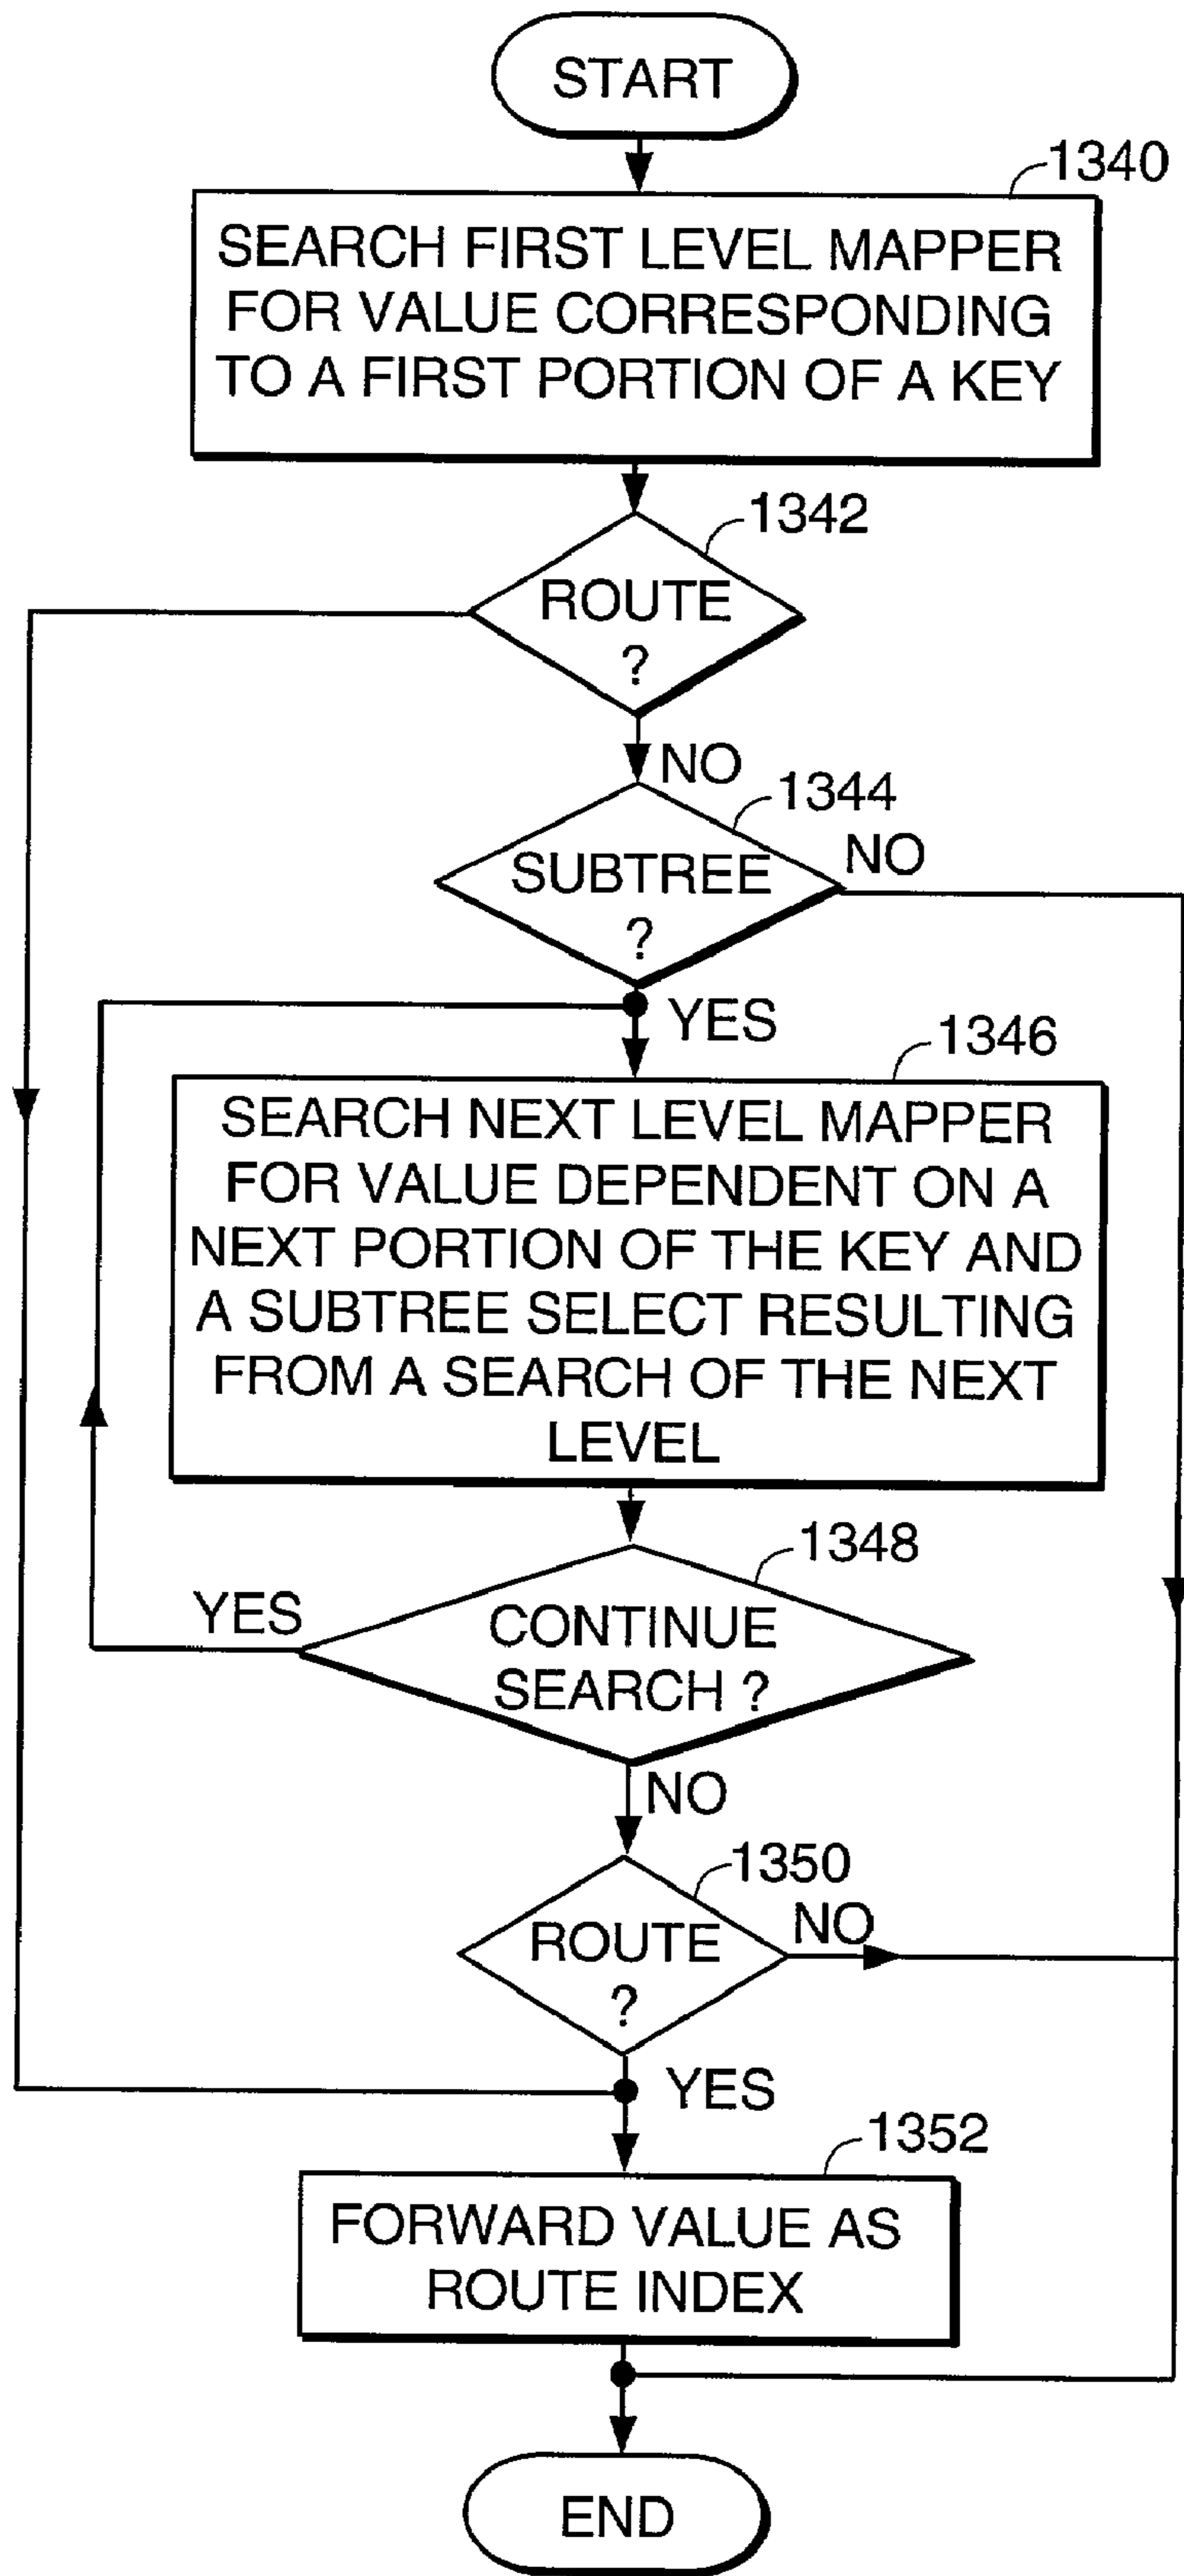 START
1340
SEARCH FIRST LEVEL MAPPER
FOR VALUE CORRESPONDING
TO A FIRST PORTION OF A KEY
1342
ROUTE
?
NO
1344
SUBTREE
?
NO
YES
1346
SEARCH NEXT LEVEL MAPPER
FOR VALUE DEPENDENT ON A
NEXT PORTION OF THE KEY AND
A SUBTREE SELECT RESULTING
FROM A SEARCH OF THE NEXT
LEVEL
1348
YES
CONTINUE
SEARCH ?
NO
1350
ROUTE
?
NO
YES
1352
FORWARD VALUE AS
ROUTE INDEX
END